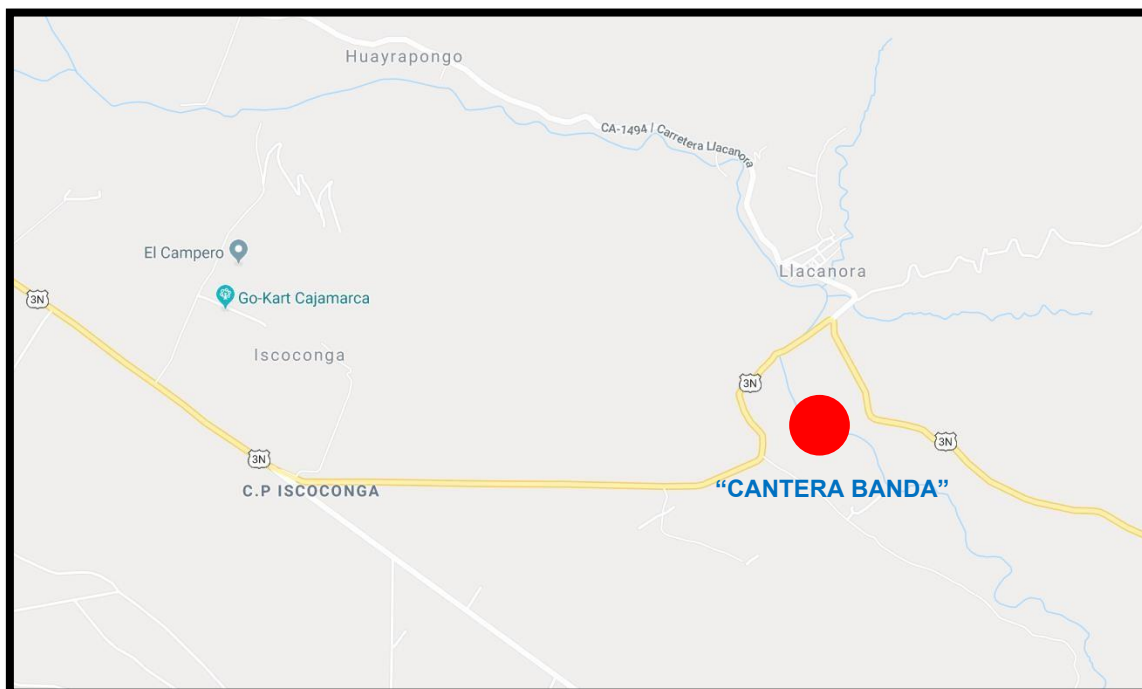 Huayrapongo
CA-1494 | Carretera Llacanora
El Campero
Llacanora
3N
Go-Kart Cajamarca
Iscoconga
3N
3N
3N
C.P ISCOCONGA
“CANTERA BANDA”